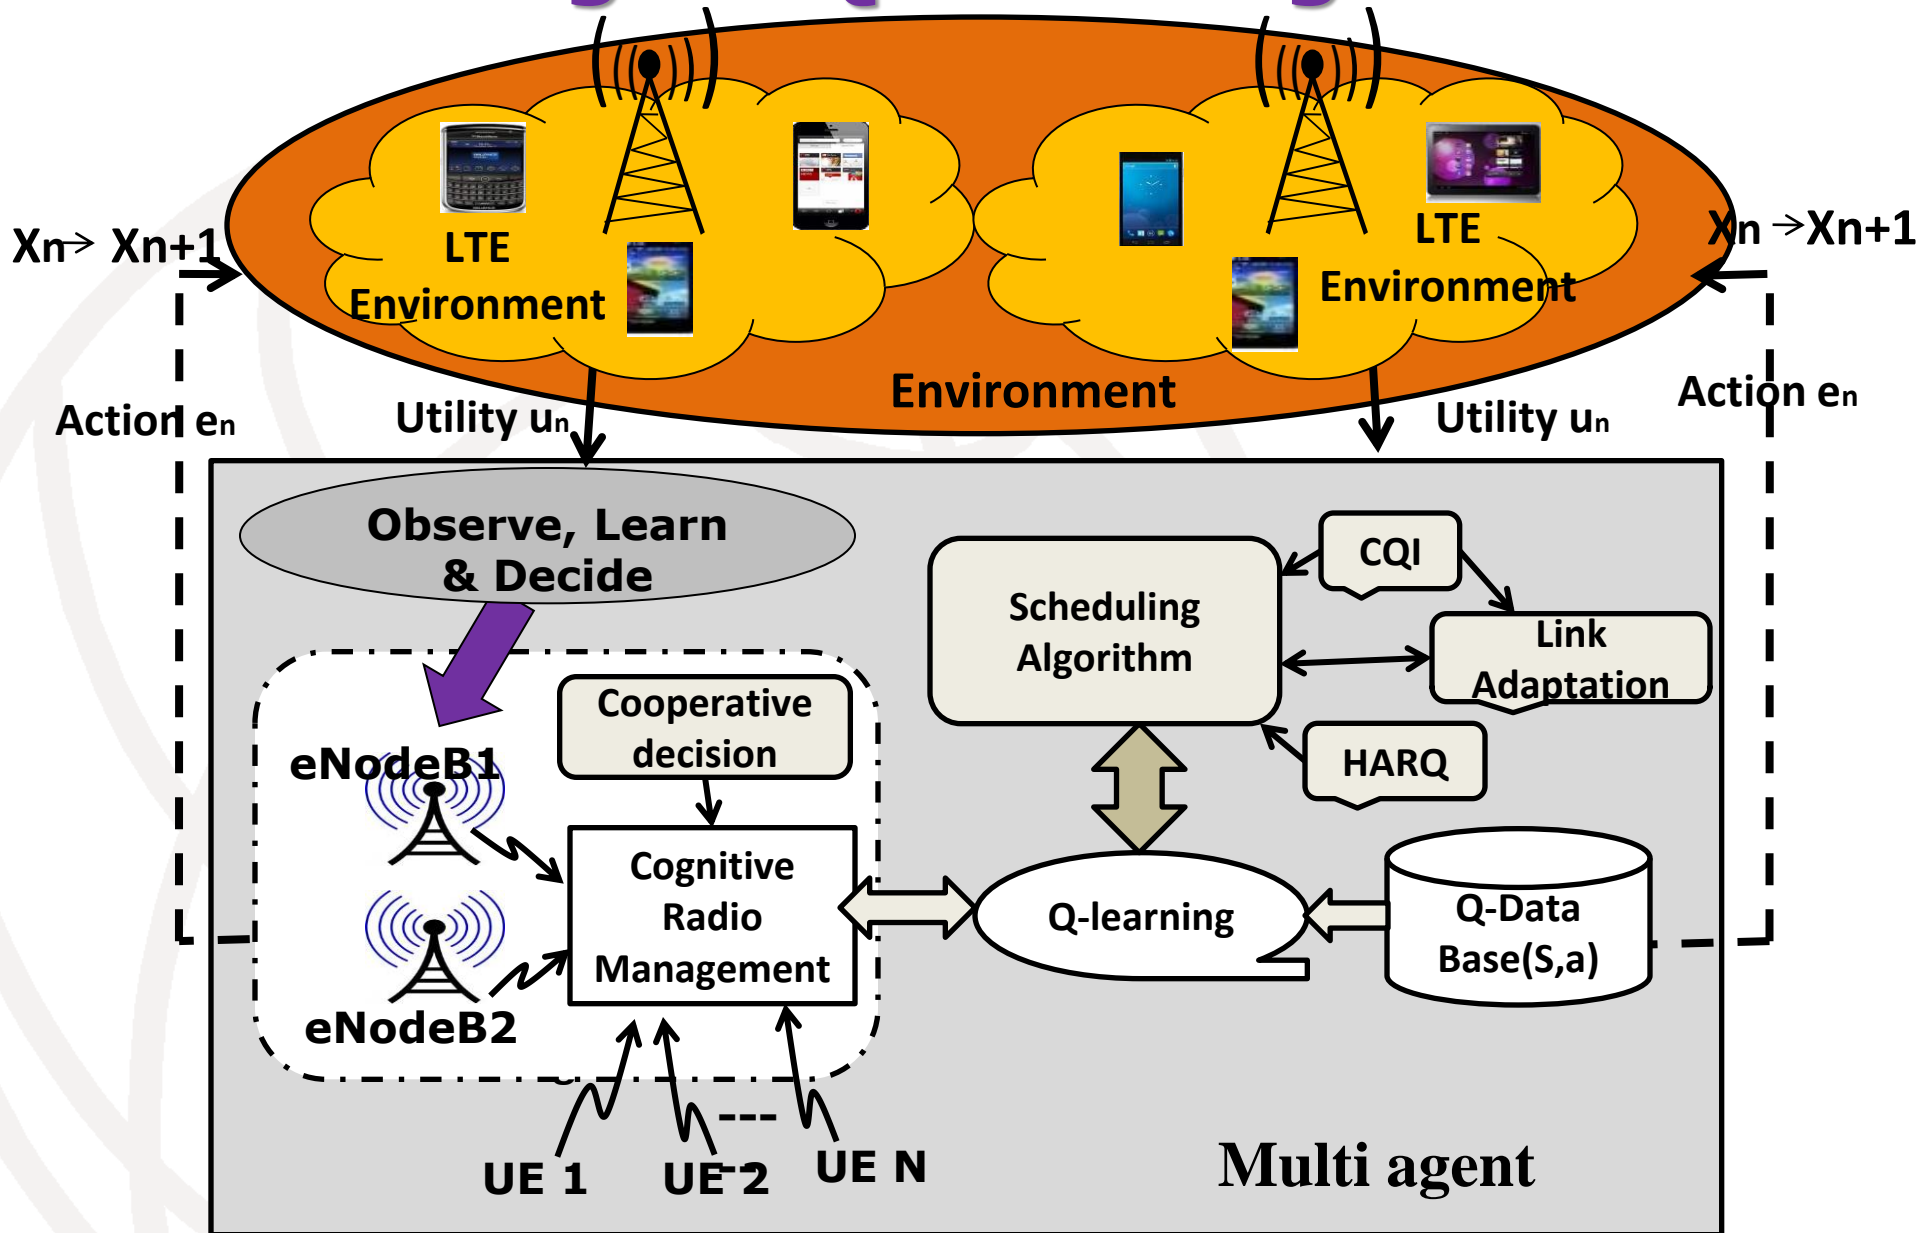 Xn→ Xn+1
LTE
Environment
LTE
Environment
Xn →Xn+1
Environment
Action en
Utility un
Utility un
Action en
Observe, Learn
& Decide
CQI
Scheduling
Algorithm
Link
Adaptation
Cooperative
decision
HARQ
eNodeB1
Cognitive
Radio
Management
Q-learning
Q-Data
Base(S,a)
eNodeB2
---
UE 1
UE 2
--
UE N
Multi agent